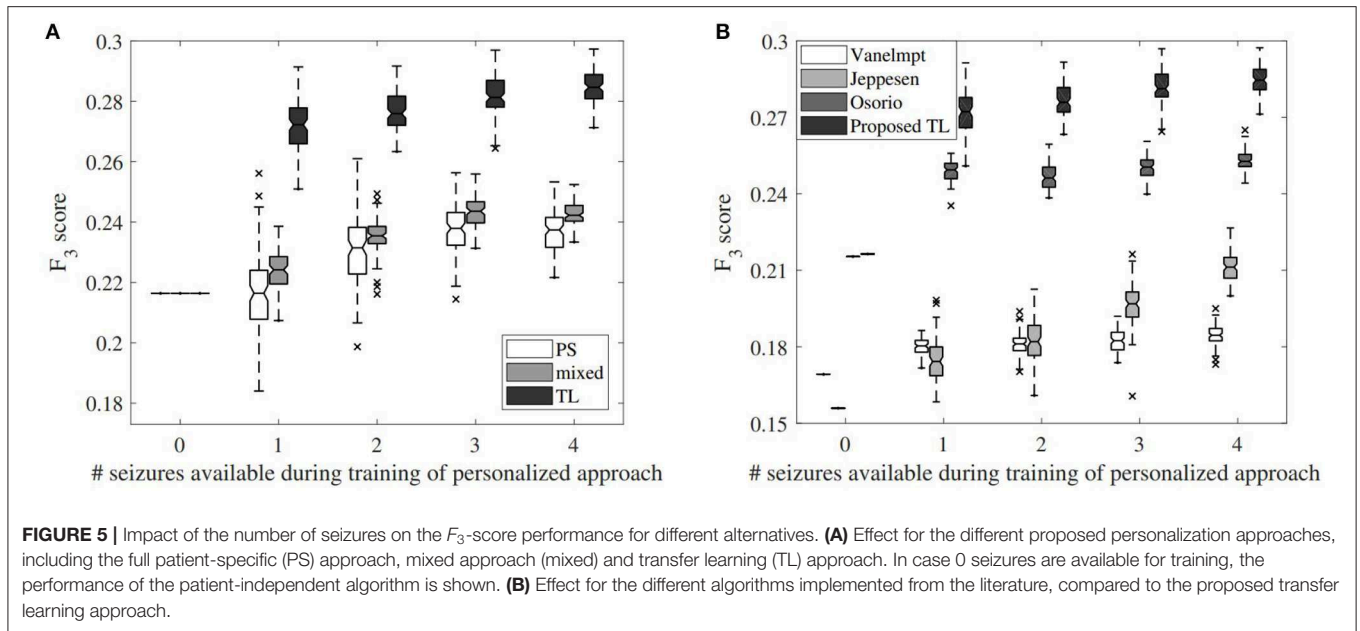 A
0.3
0.28
0.26
0.24
0.22
0.2
0.18
F3 score
0 1 2 3 4
# seizures available during training of personalized approach
PS
mixed
TL
B
0.3
0.27
0.24
0.21
0.18
0.15
F3 score
0 1 2 3 4
# seizures available during training of personalized approach
VanelmptJeppesen
Osorio
Proposed TL
FIGURE 5 | Impact of the number of seizures on the F3-score performance for different alternatives. (A) Effect for the different proposed personalization approaches,
including the full patient-specific (PS) approach, mixed approach (mixed) and transfer learning (TL) approach. In case 0 seizures are available for training, the
performance of the patient-independent algorithm is shown. (B) Effect for the different algorithms implemented from the literature, compared to the proposed transfer
learning approach.